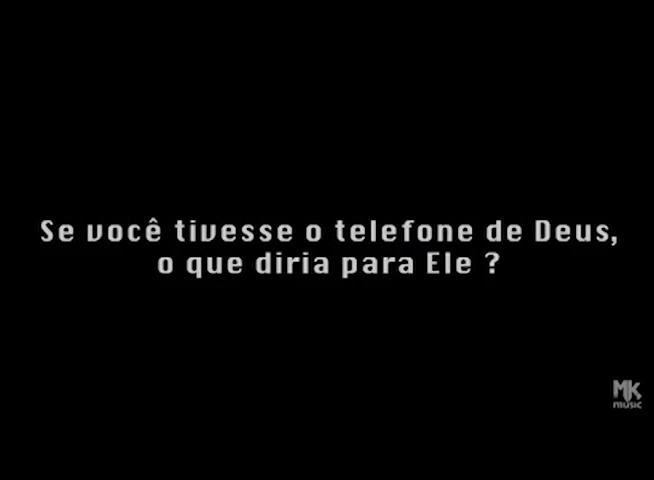 Se você tivesse o telefone de Deus,
o que diria para Ele ?
MK
music